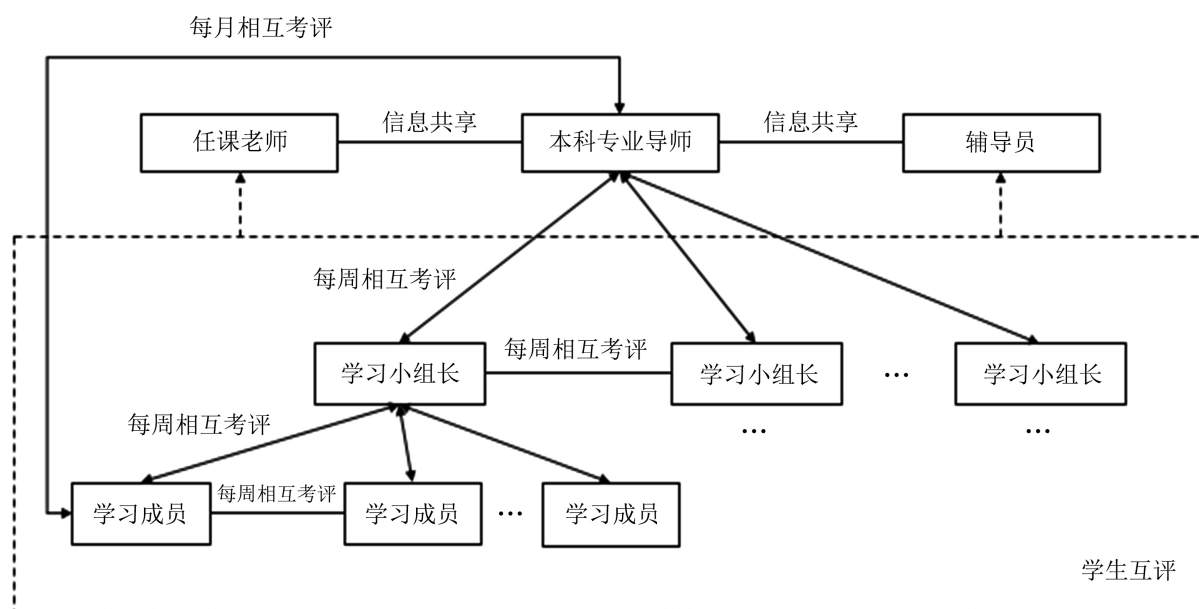 每月相互考评
任课老师
信息共享
本科专业导师
信息共享
辅导员
每周相互考评
学习小组长
每周相互考评
学习小组长
…
学习小组长
每周相互考评
…
…
学习成员
每周相互考评
学习成员
…
学习成员
学生互评